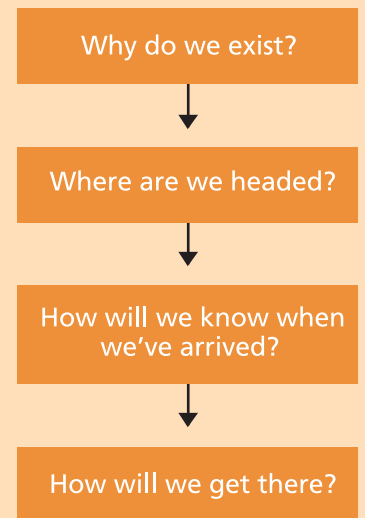 Why do we exist?
Where are we headed?
How will we know when
we've arrived?
How will we get there?